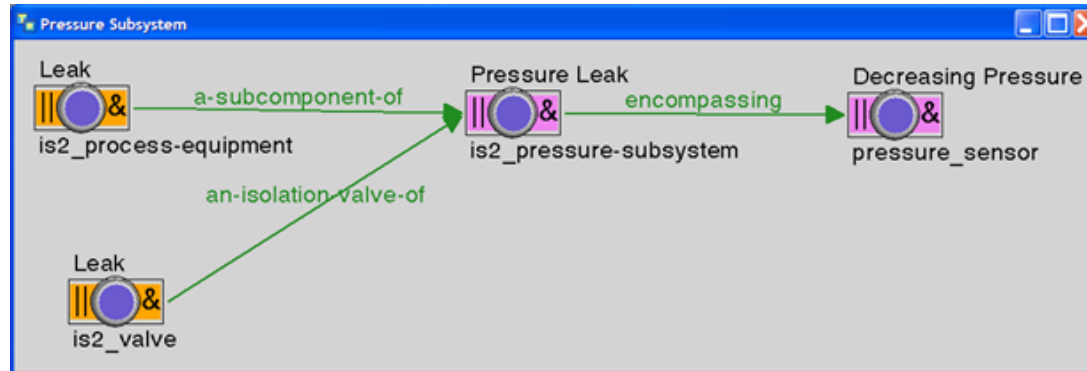 Pressure Subsystem
Leak
|| &
is2_process-equipment
a-subcomponent-of
Pressure Leak
|| &
is2_pressure-subsystem
encompassing
Decreasing Pressure
|| &
pressure_sensor
an-isolation-valve-of
Leak
|| &
is2_valve